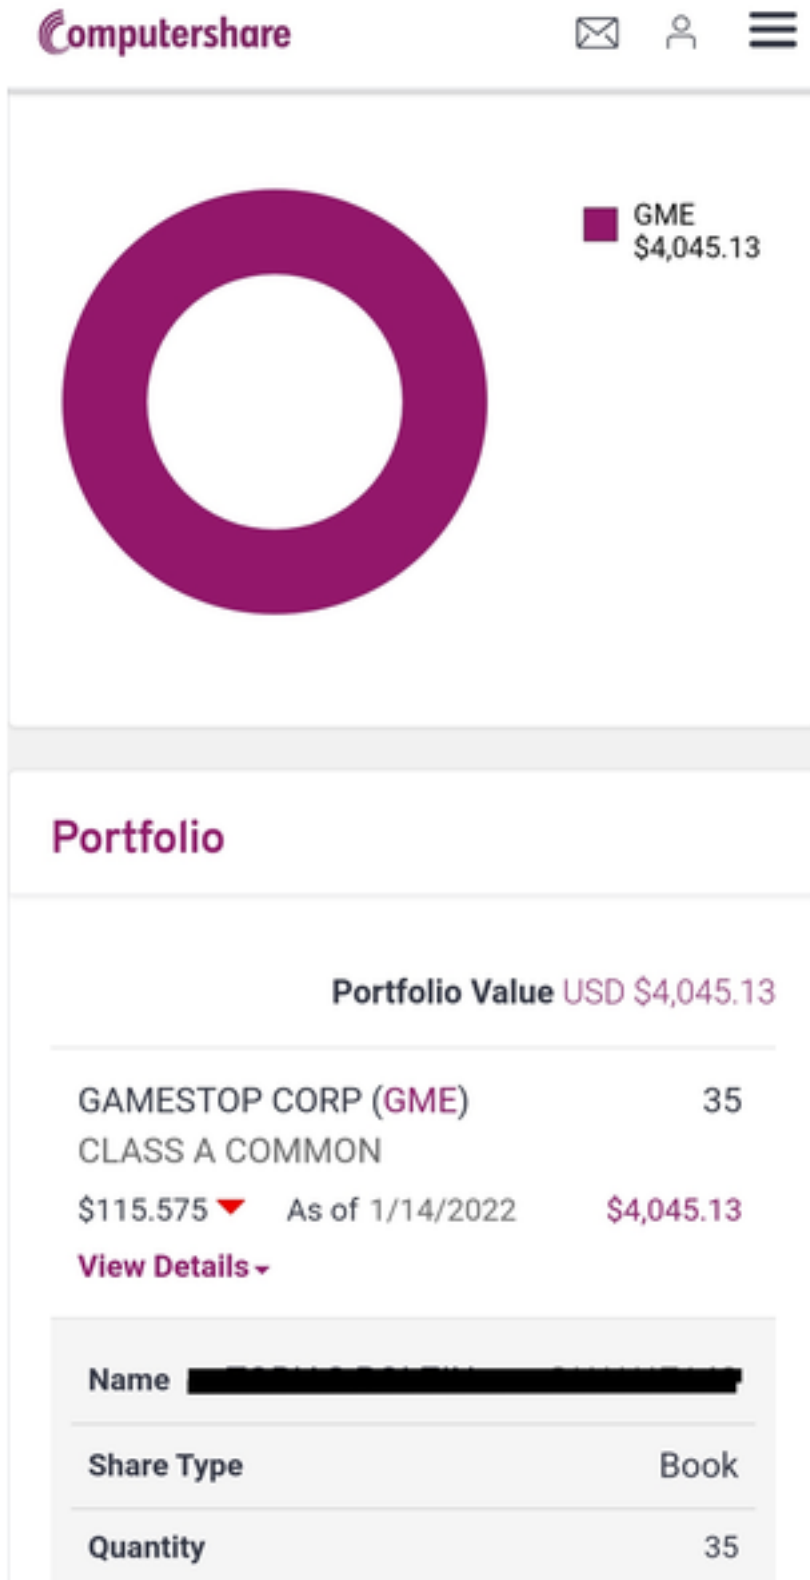 Computershare
GME
$4,045.13
Portfolio
Portfolio Value USD $4,045.13
GAMESTOP CORP (GME) 35
CLASS A COMMON
$115.575 As of 1/14/2022 $4,045.13
View Details
Name
Share Type Book
Quantity 35